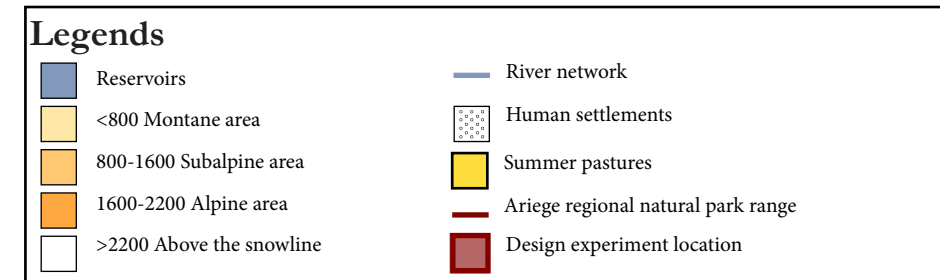 Legends
Reservoirs
<800 Montane area
800-1600 Subalpine area
1600-2200 Alpine area
>2200 Above the snowline
River network
Human settlements
Summer pastures
Ariege regional natural park range
Design experiment location